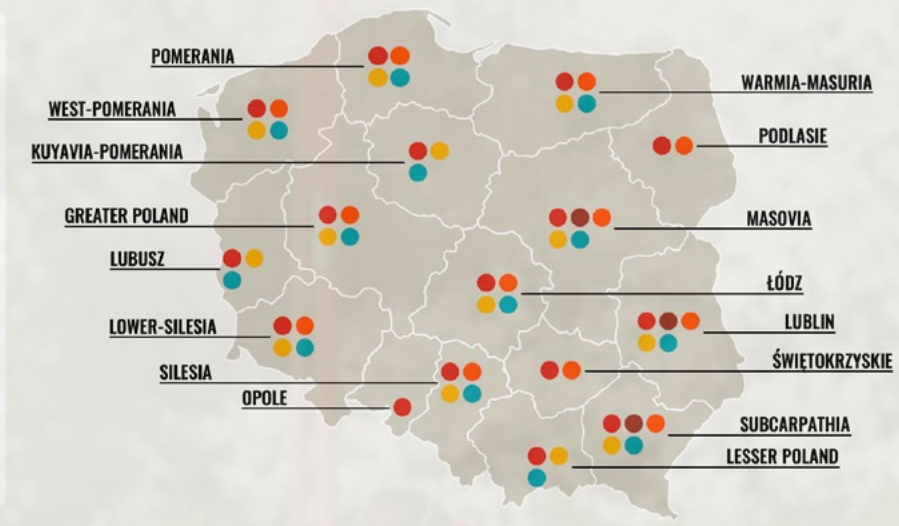 POMERANIA
WARMIA-MASURIA
WEST-POMERANIA
PODLASIE
KUYAVIA-POMERANIA
GREATER POLAND
MASOVIA
LUBUSZ
ŁÓDZ
LOWER-SILESIA
LUBLIN
ŚWIĘTOKRZYSKIE
SILESIA
OPOLE
SUBCARPATHIA
LESSER POLAND